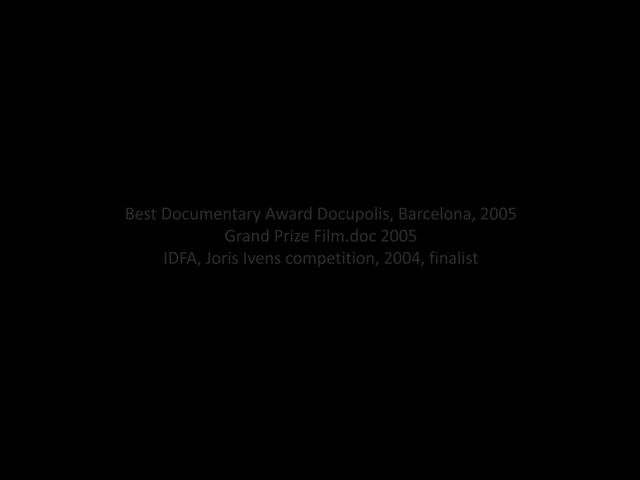 Best Documentary Award Docupolis, Barcelona, 2005
Grand Prize Film.doc 2005
IDFA, Joris Ivens competition, 2004, finalist